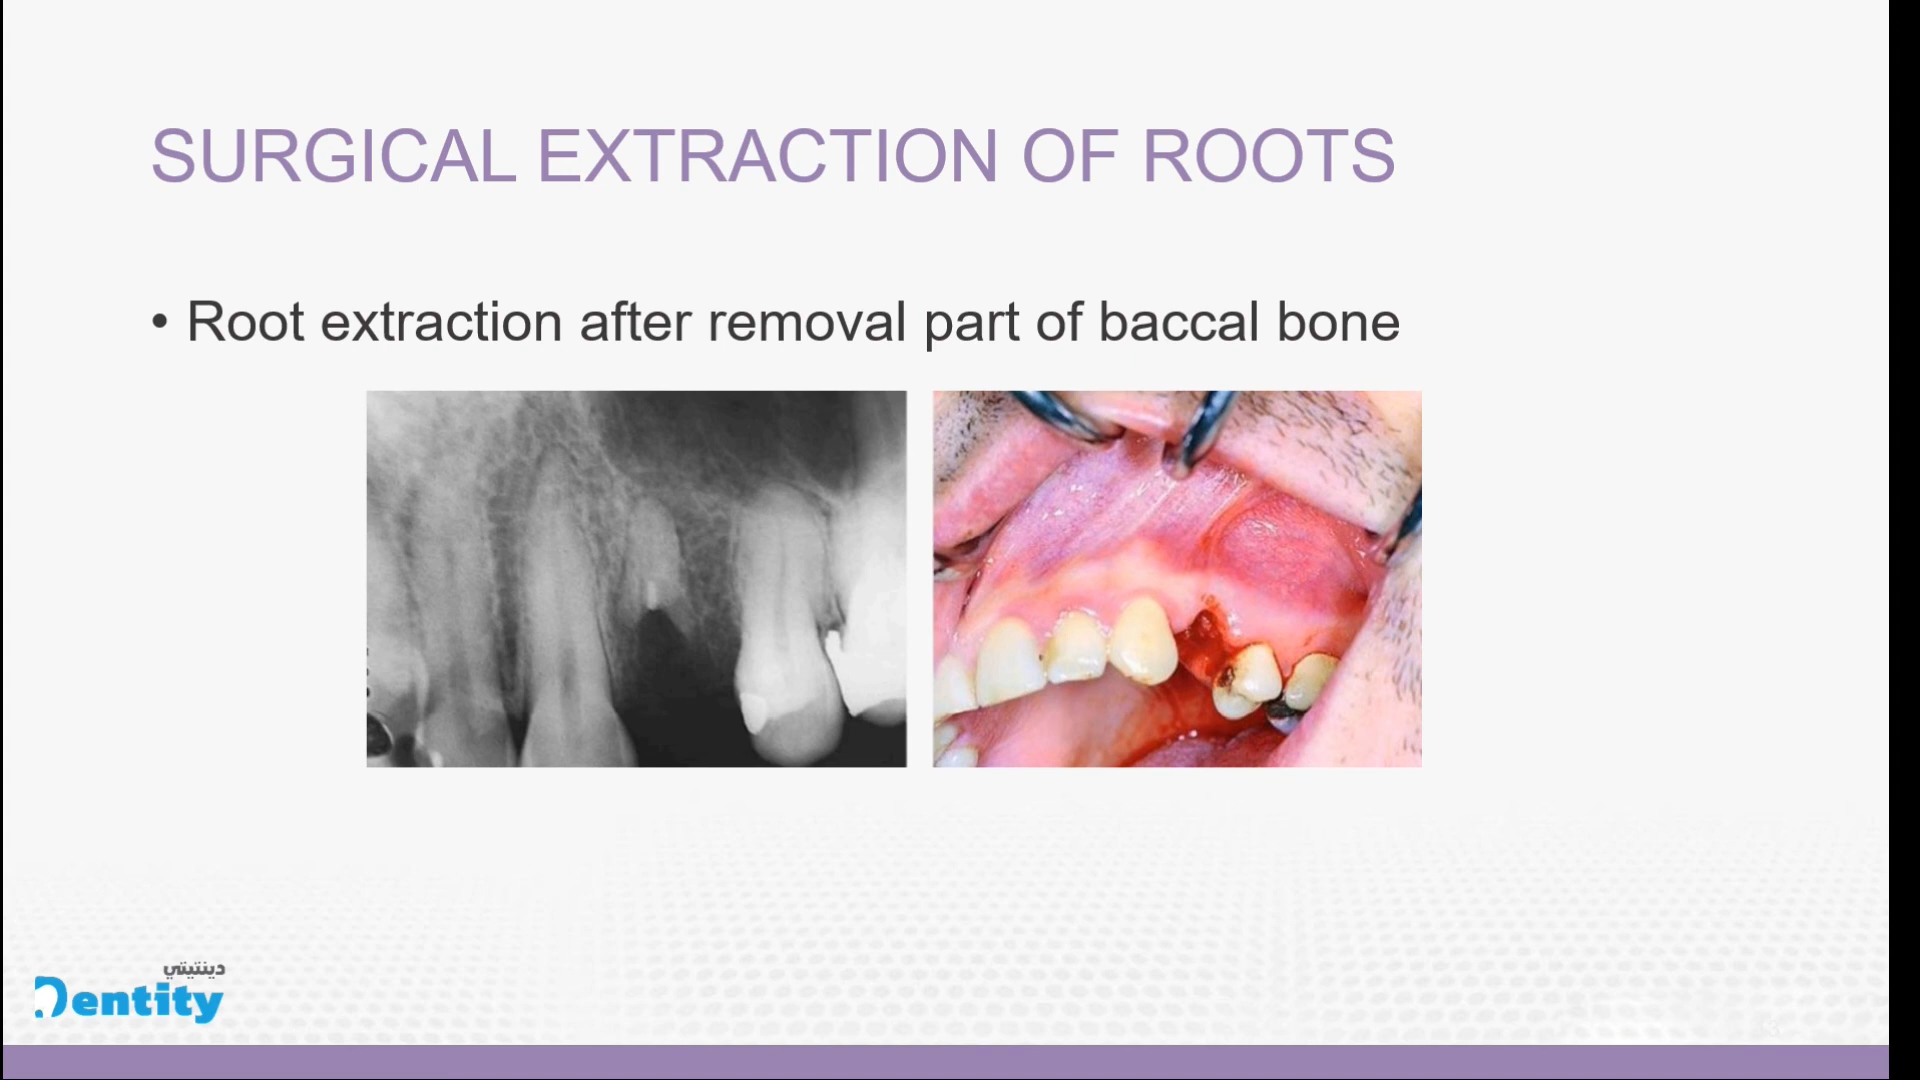 SURGICAL EXTRACTION OF ROOTS
• Root extraction after removal part of baccal bone
دينتيتي
Dentity